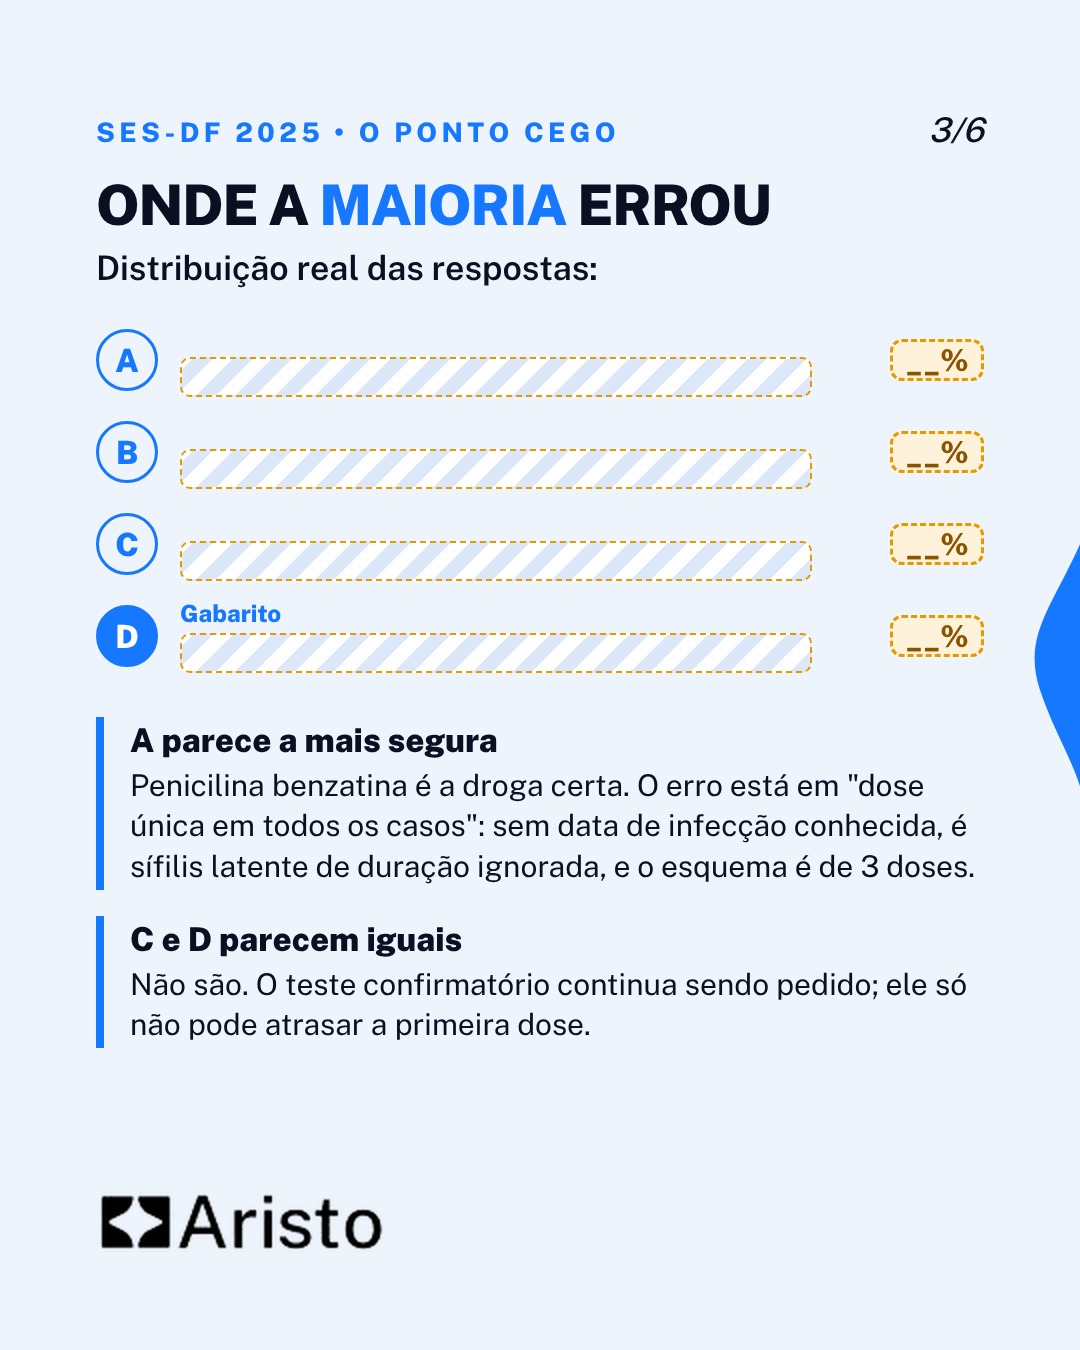 SES-DF 2025 • O PONTO CEGO
3/6
ONDE A MAIORIA ERROU
Distribuição real das respostas:
A
__%
B
__%
C
__%
Gabarito
D
__%
A parece a mais segura
Penicilina benzatina é a droga certa. O erro está em "dose
única em todos os casos": sem data de infecção conhecida, é
sífilis latente de duração ignorada, e o esquema é de 3 doses.
C e D parecem iguais
Não são. O teste confirmatório continua sendo pedido; ele só
não pode atrasar a primeira dose.
Aristo